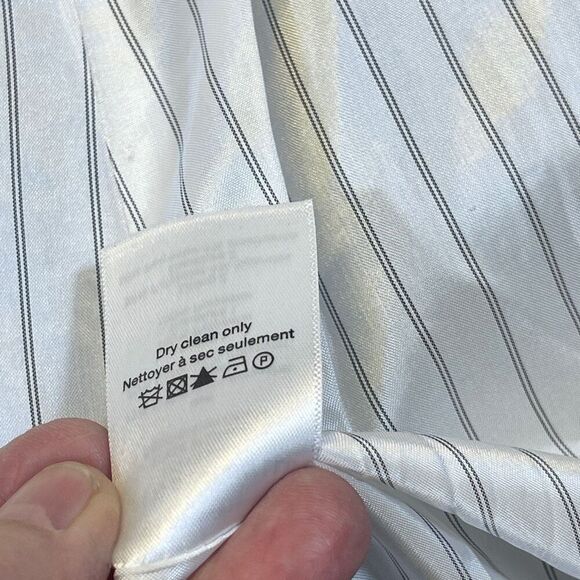 Dry clean only
Nettoyer à sec seulement
P